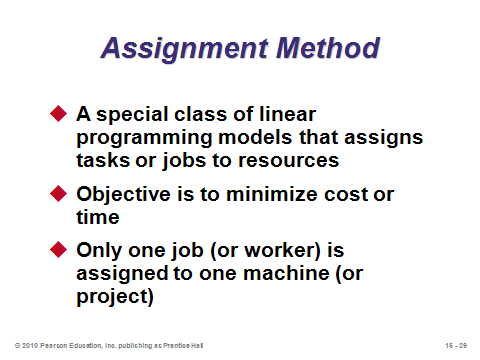 Assignment Method
A special class of linear
programming models that assigns
tasks or jobs to resources
Objective is to minimize cost or
time
Only one job (or worker) is
assigned to one machine (or
project)
© 2010 Pearson Education, Inc. publishing as Prentice Hall
15 - 29